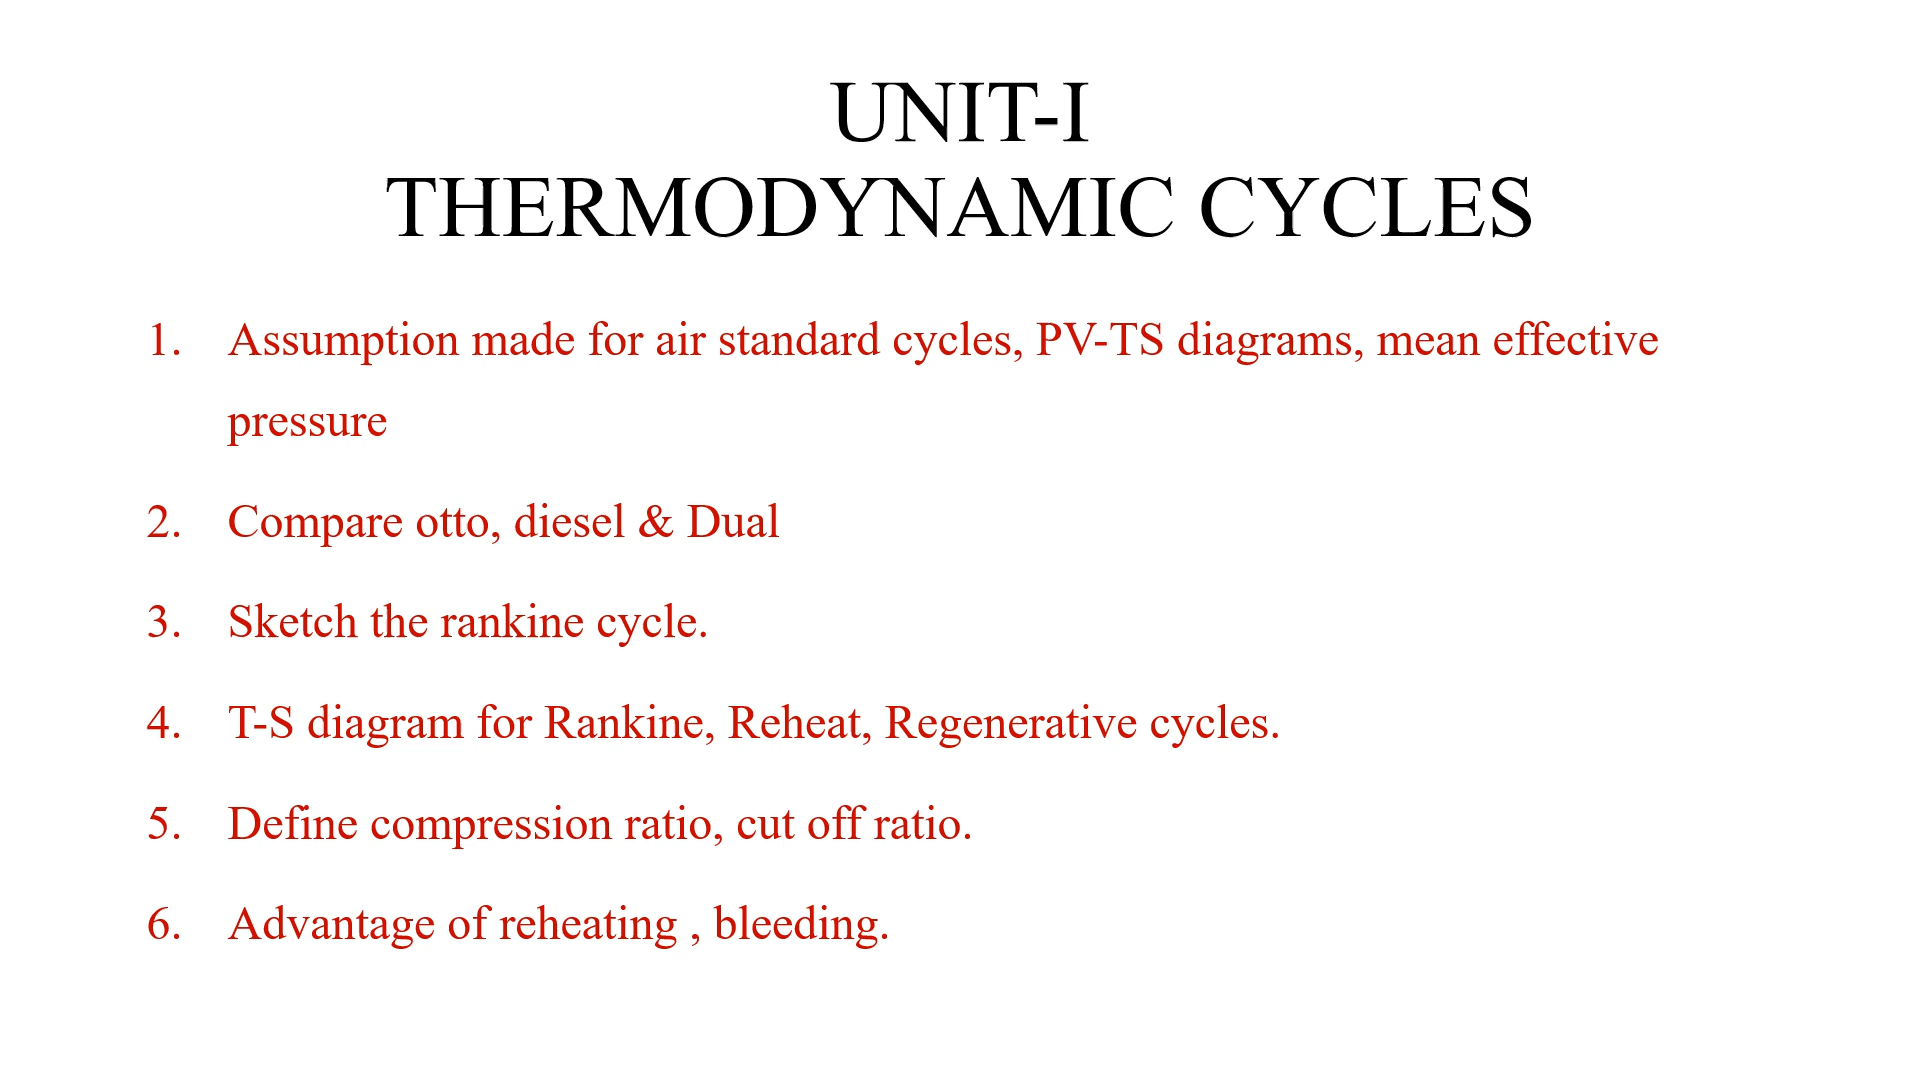 UNIT-I
THERMODYNAMIC CYCLES
1. Assumption made for air standard cycles, PV-TS diagrams, mean effective
pressure
2. Compare otto, diesel & Dual
3. Sketch the rankine cycle.
4. T-S diagram for Rankine, Reheat, Regenerative cycles.
5. Define compression ratio, cut off ratio.
6. Advantage of reheating , bleeding.